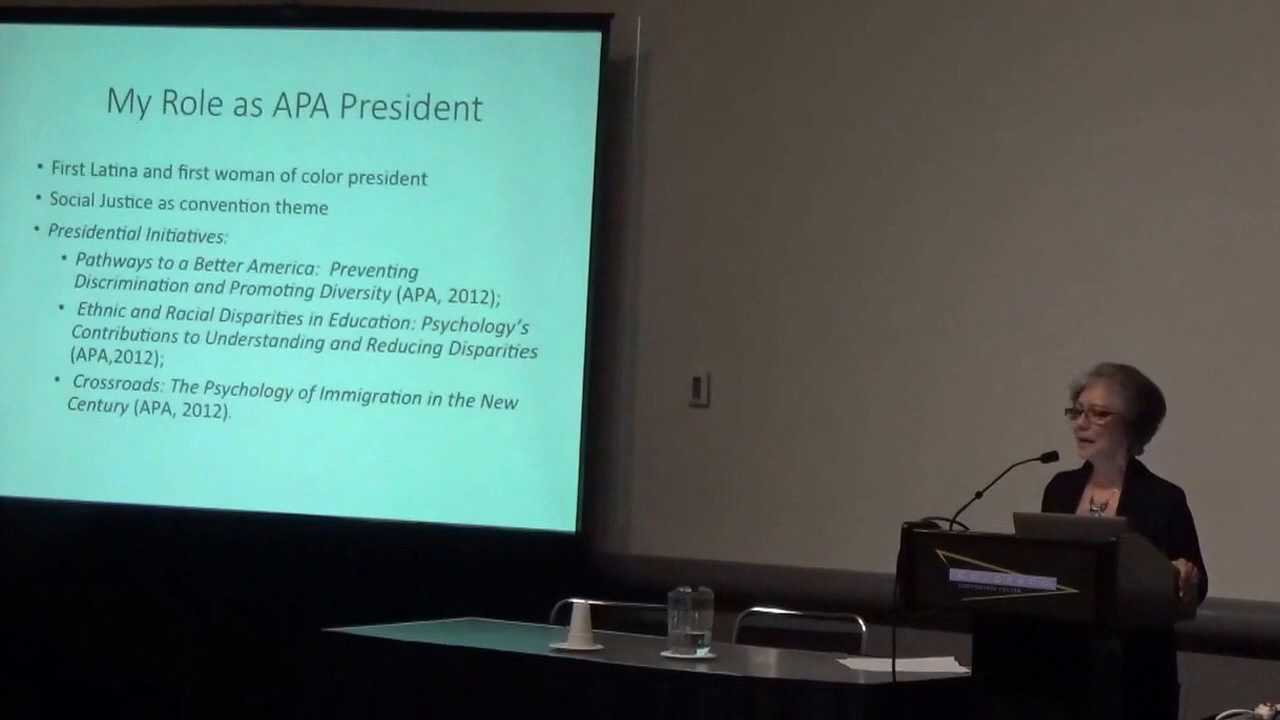 My Role as APA President
• First Latina and first woman of color president
• Social Justice as convention theme
• Presidential Initiatives:
• Pathways to a Better America: Preventing
Discrimination and Promoting Diversity (APA, 2012);
• Ethnic and Racial Disparities in Education: Psychology's
Contributions to Understanding and Reducing Disparities
(APA,2012);
• Crossroads: The Psychology of Immigration in the New
Century (APA, 2012).
COLORADO
CONVENTION CENTER